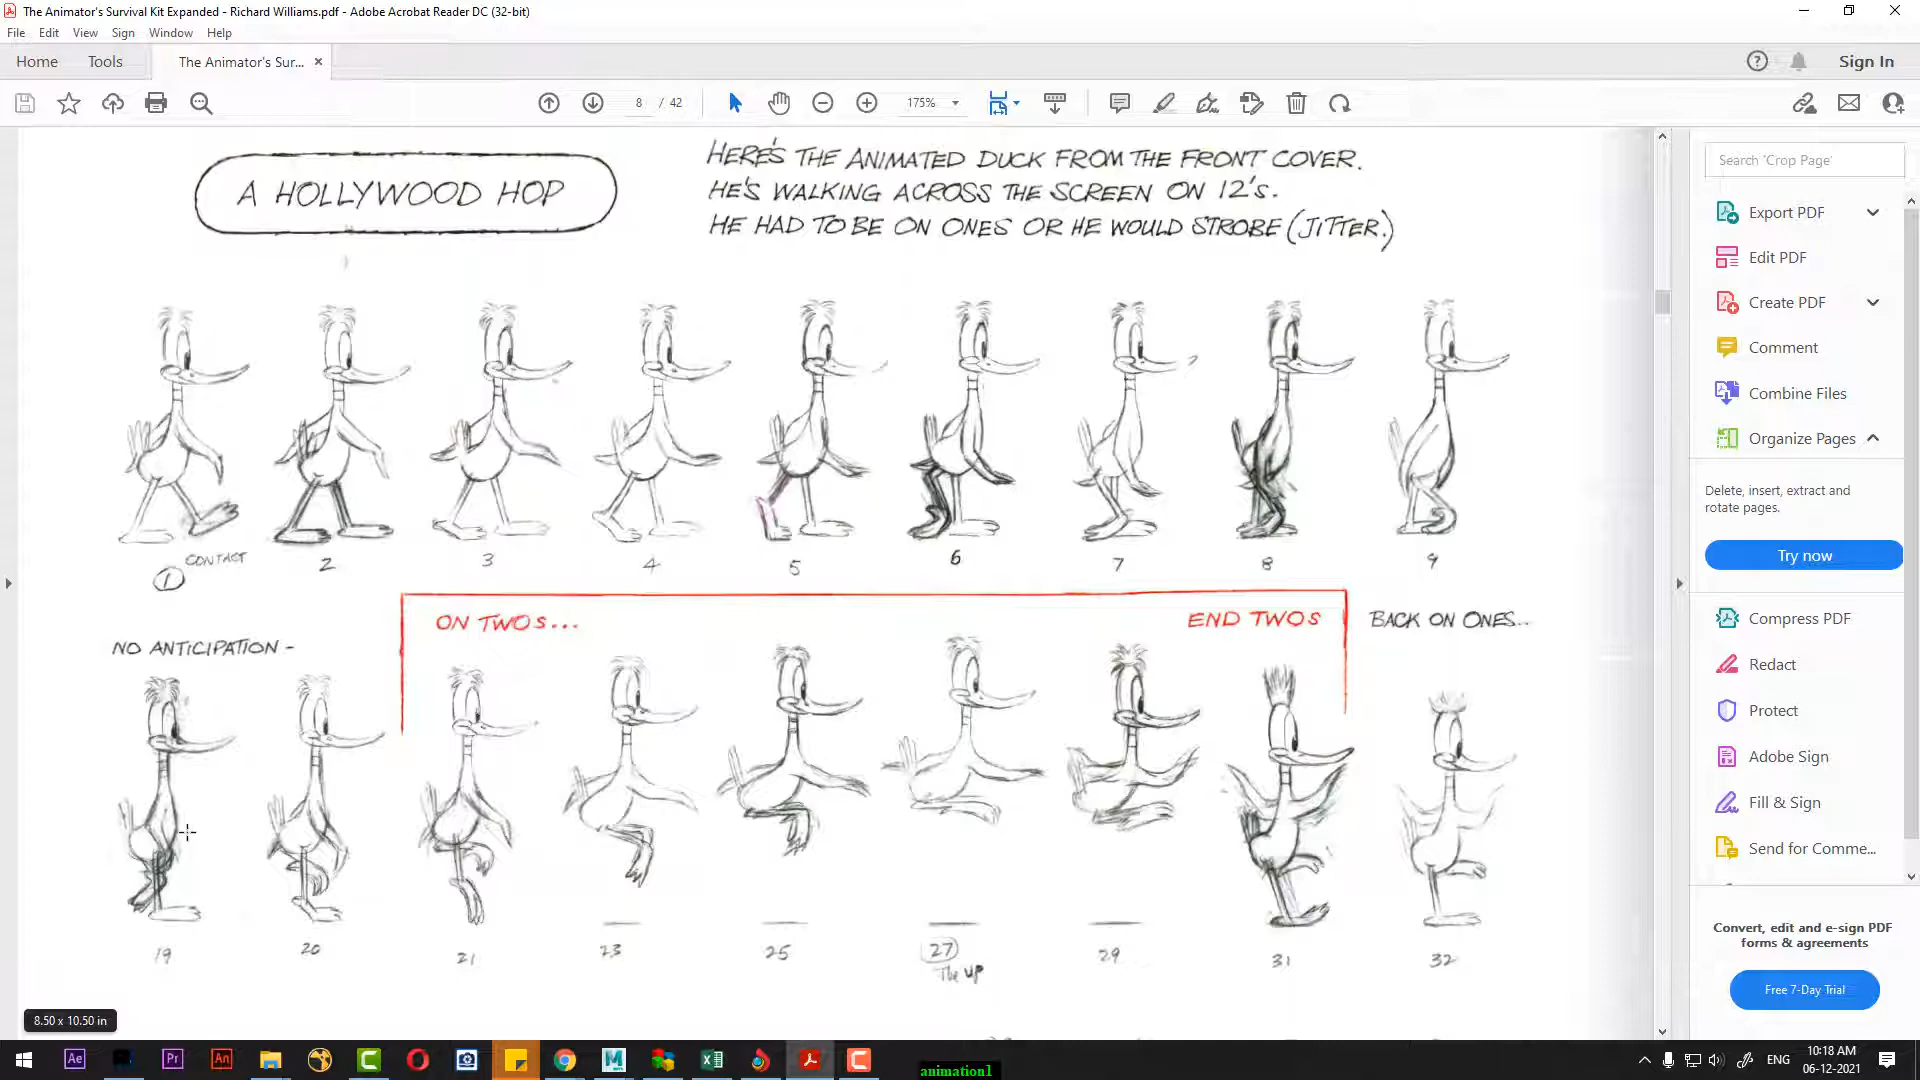 The Animator's Survival Kit Expanded - Richard Williams.pdf - Adobe Acrobat Reader DC (32-bit)
File Edit View Sign Window Help
Home Tools The Animator's Sur... ×
Sign In
8 / 42 175%
A HOLLYWOOD HOP
HERE'S THE ANIMATED DUCK FROM THE FRONT COVER.
HE'S WALKING ACROSS THE SCREEN ON 12'S.
HE HAD TO BE ON ONES OR HE WOULD STROBE (JITTER.)
1 CONTACT 2 3 4 5 6 7 8 9
ON TWOS... END TWOS BACK ON ONES...
NO ANTICIPATION -
19 20 21 23 25 27 29 31 32
The UP
8.50 x 10.50 in
Search 'Crop Page'
Export PDF
Edit PDF
Create PDF
Comment
Combine Files
Organize Pages
Delete, insert, extract and
rotate pages.
Try now
Compress PDF
Redact
Protect
Adobe Sign
Fill & Sign
Send for Comme...
Convert, edit and e-sign PDF
forms & agreements
Free 7-Day Trial
Ae Pr An
animation1
ENG
10:18 AM
06-12-2021